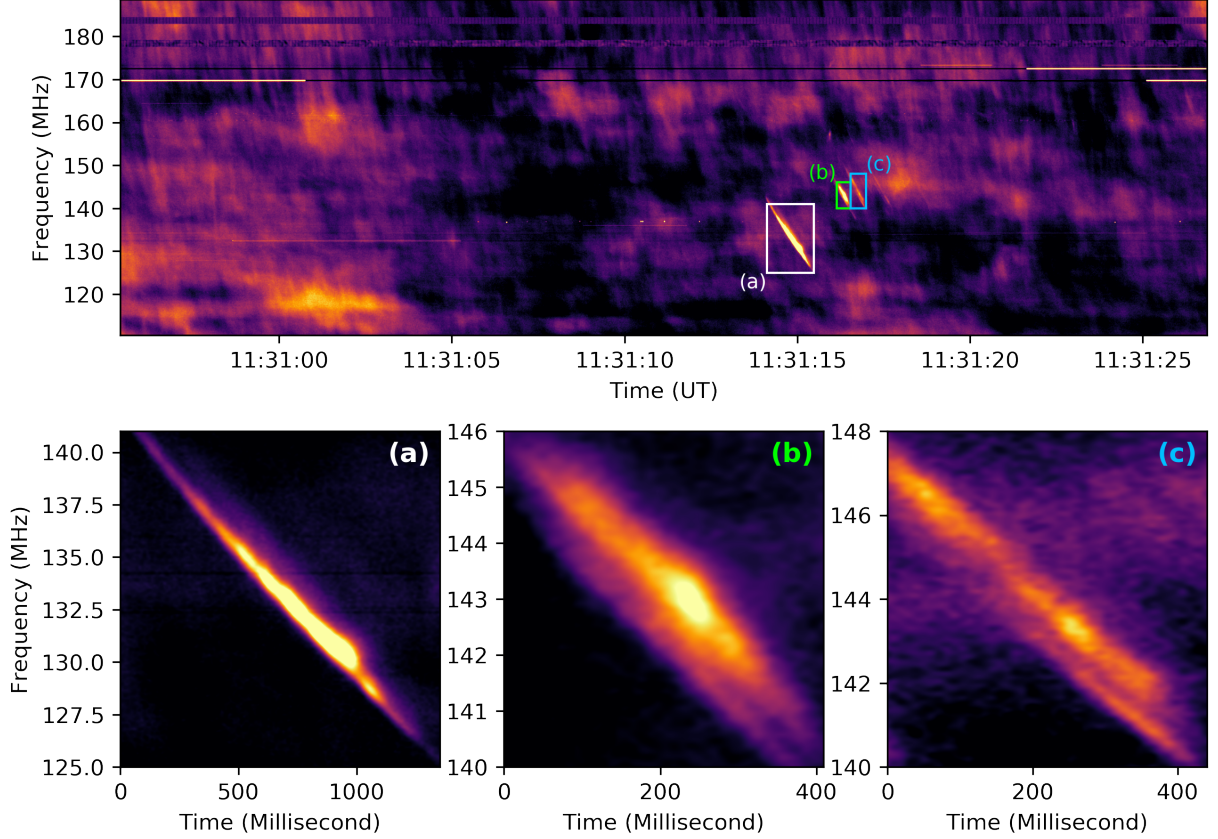 180
170
160
150
140
130
120
Frequency (MHz)
(a)
(b)
(c)
11:31:00 11:31:05 11:31:10 11:31:15 11:31:20 11:31:25
Time (UT)
140.0
137.5
135.0
132.5
130.0
127.5
125.0
Frequency (MHz)
(a)
0 500 1000
Time (Millisecond)
146
145
144
143
142
141
140
(b)
0 200 400
Time (Millisecond)
148
146
144
142
140
(c)
0 200 400
Time (Millisecond)